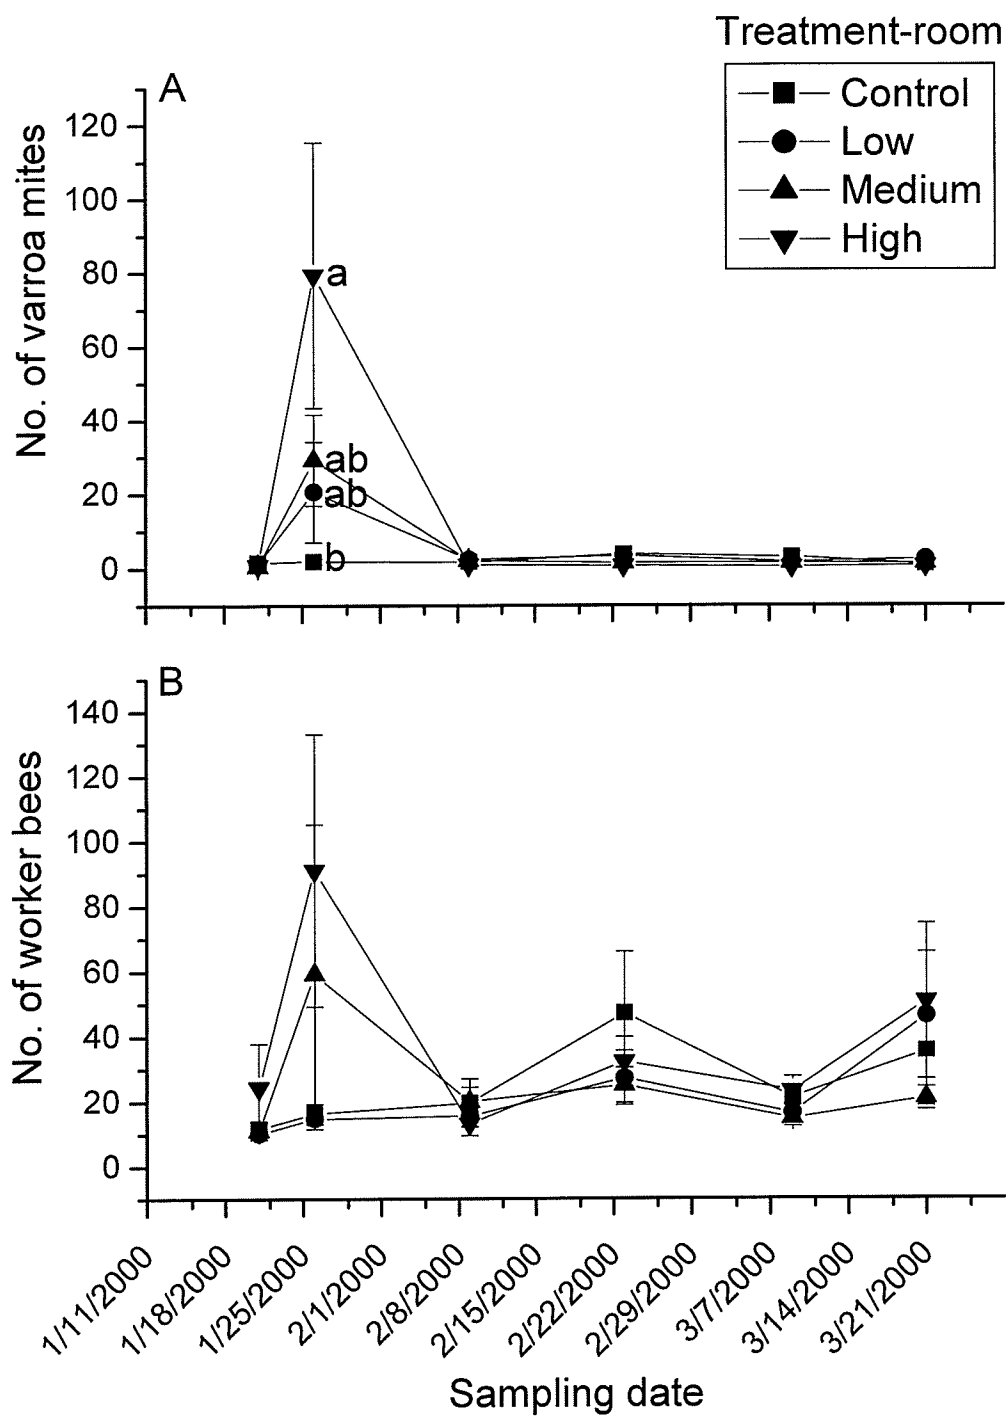 Treatment-room
Control
Low
Medium
High
A
No. of varroa mites
120
100
80
60
40
20
0
a
ab
ab
b
B
No. of worker bees
140
120
100
80
60
40
20
0
1/11/2000
1/18/2000
1/25/2000
2/1/2000
2/8/2000
2/15/2000
2/22/2000
2/29/2000
3/7/2000
3/14/2000
3/21/2000
Sampling date